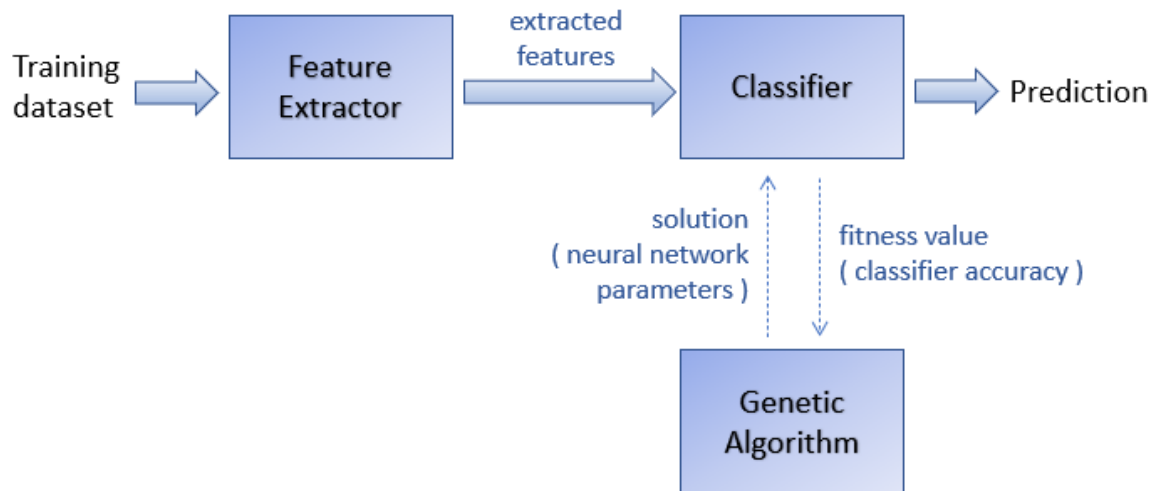 Training
dataset
Feature
Extractor
extracted
features
Classifier
Prediction
solution
( neural network
parameters )
fitness value
( classifier accuracy )
Genetic
Algorithm